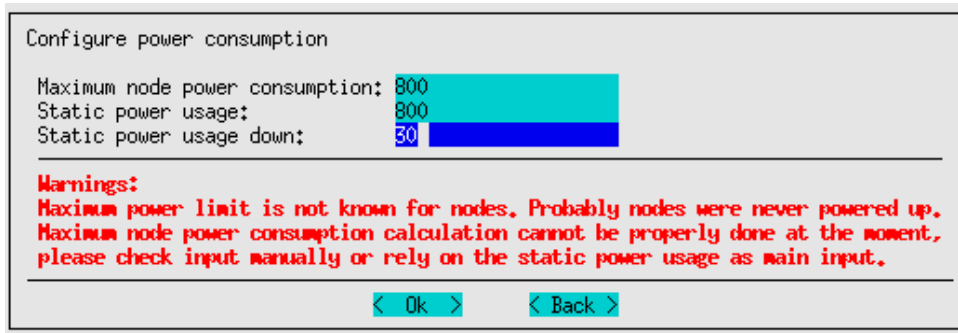 Configure power consumption
Maximum node power consumption: 800
Static power usage: 800
Static power usage down: 30
Warnings:
Maximum power limit is not known for nodes. Probably nodes were never powered up.
Maximum node power consumption calculation cannot be properly done at the moment,
please check input manually or rely on the static power usage as main input.
< Ok > < Back >